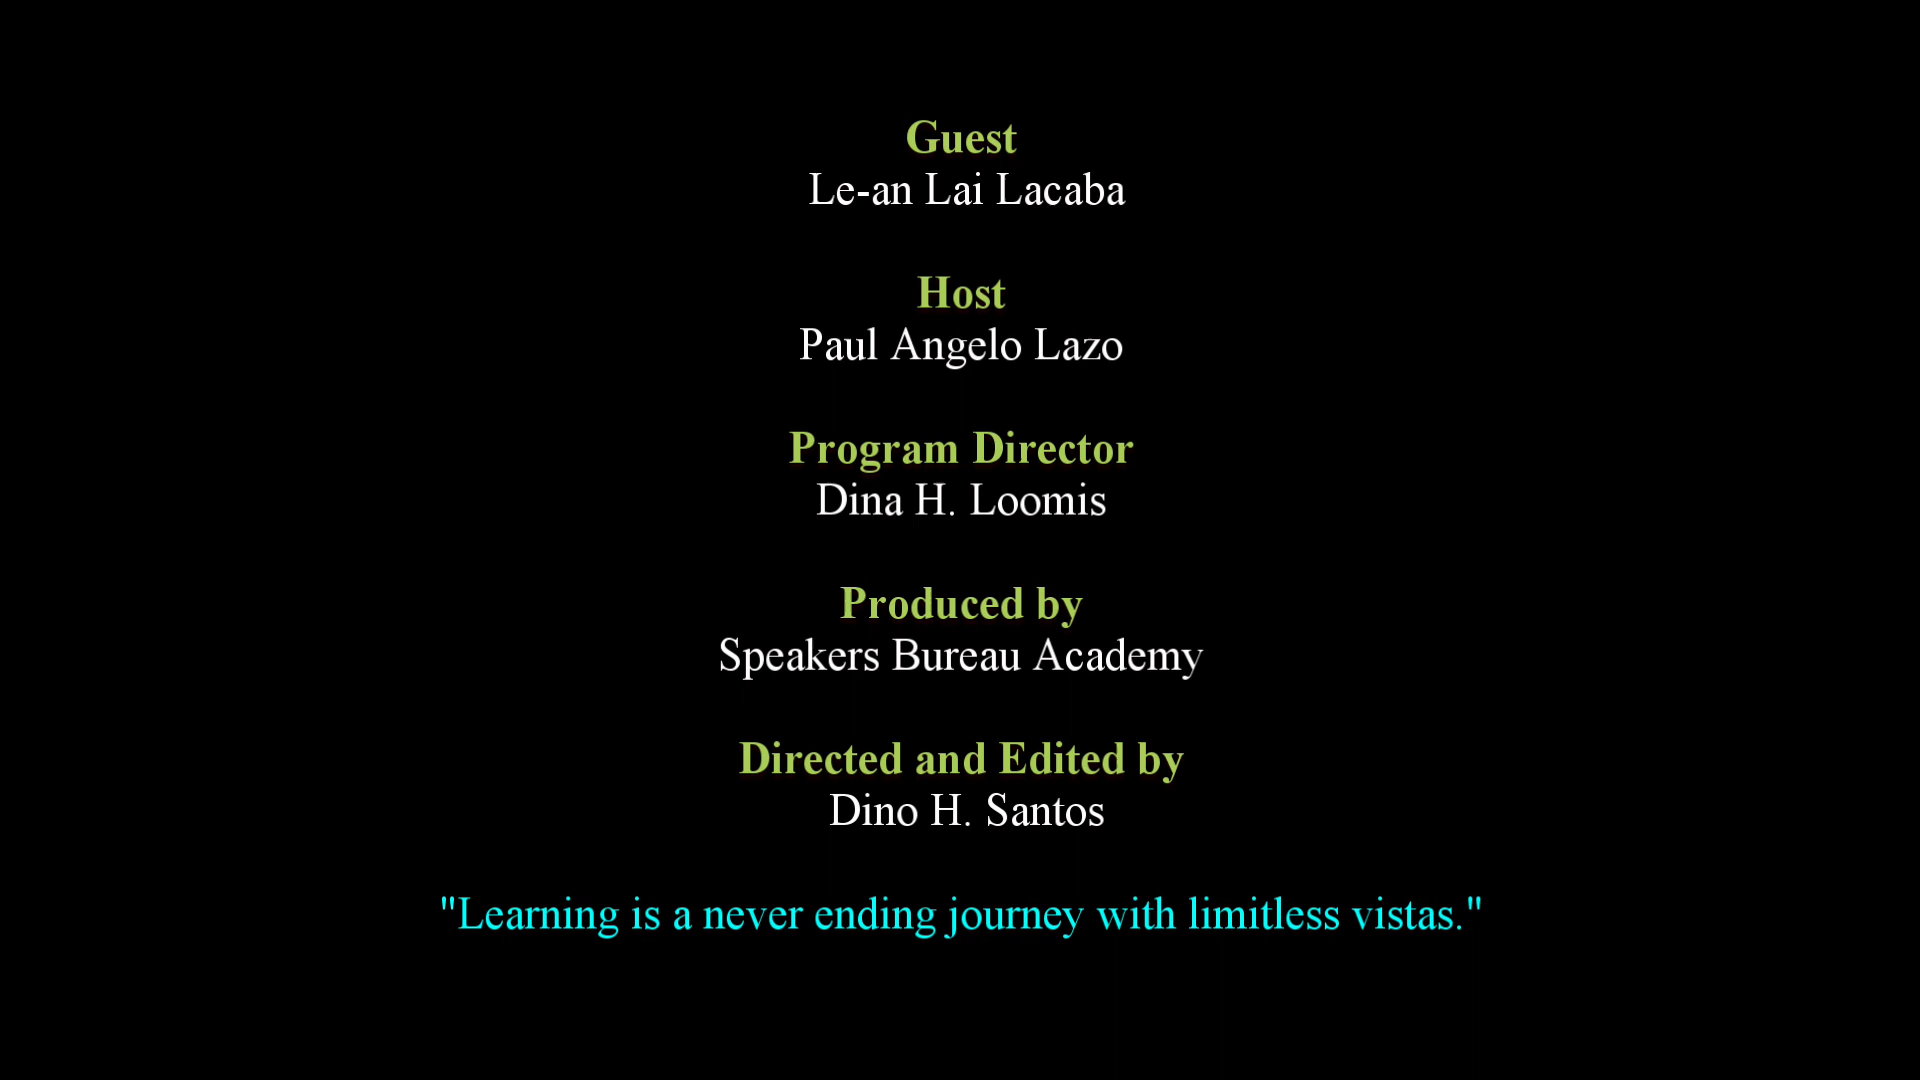 Guest
Le-an Lai Lacaba
Host
Paul Angelo Lazo
Program Director
Dina H. Loomis
Produced by
Speakers Bureau Academy
Directed and Edited by
Dino H. Santos
"Learning is a never ending journey with limitless vistas."